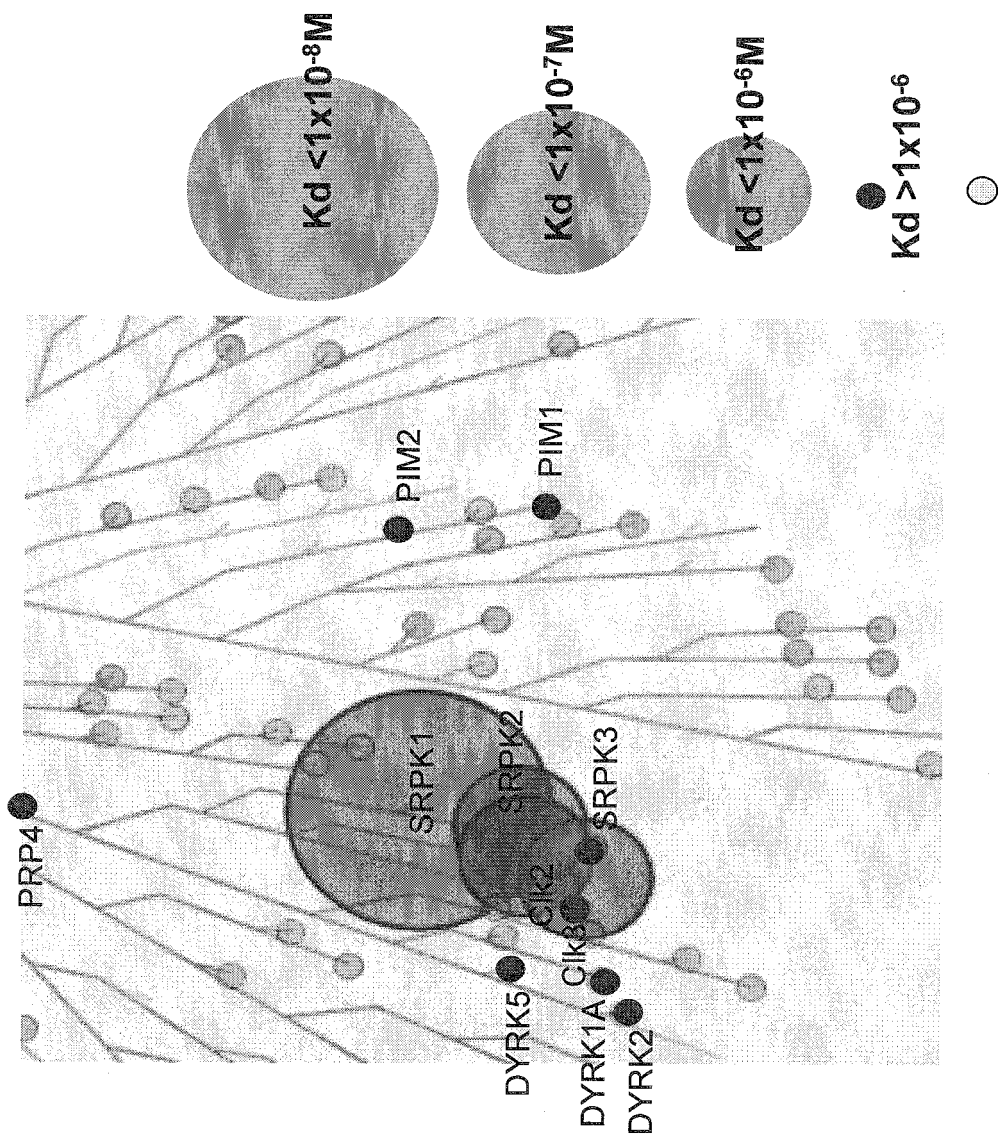 Kd <1x10⁻⁸M
Kd <1x10⁻⁷M
Kd <1x10⁻⁶M
Kd >1x10⁻⁶
PRP4
DYRK5
DYRK1A
DYRK2
Clk3
Clk2
SRPK1
SRPK2
SRPK3
PIM2
PIM1